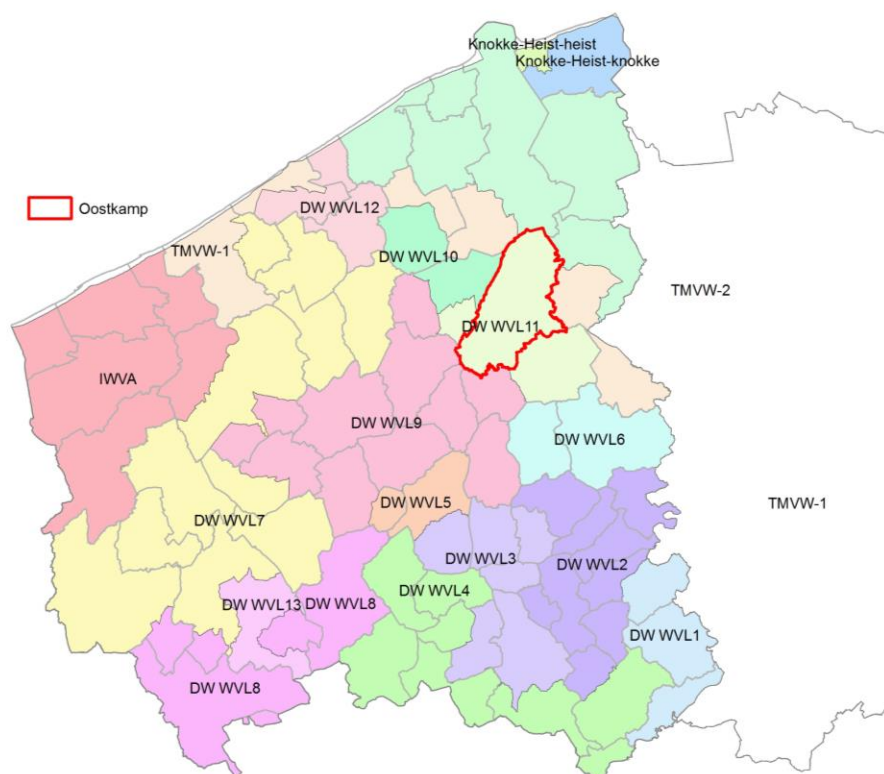 Knokke-Heist-heist
Knokke-Heist-knokke
Oostkamp
DW WVL12
TMVW-1
DW WVL10
TMVW-2
DW WVL11
IWVA
DW WVL9
DW WVL6
DW WVL5
TMVW-1
DW WVL7
DW WVL3
DW WVL2
DW WVL4
DW WVL13
DW WVL8
DW WVL1
DW WVL8